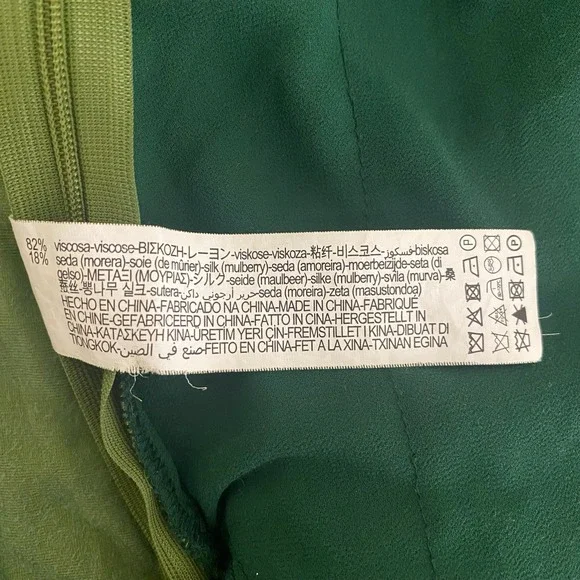 82% viscosa-viscose-ΒΙΣΚΟΖΗ-レーヨン-viskose-viskoza-粘纤-비스코스-فسكوز-biskosa
18% seda (morera)-soie (de mûrier)-silk (mulberry)-seda (amoreira)-moerbeizijde-seta (di
gelso)-ΜΕΤΑΞΙ (ΜΟΥΡΙΑΣ)-シルク-seide (maulbeer)-silke (mulberry)-svila (murva)-桑
蚕丝-뽕나무 실크-sutera-حرير أرجواني داكن-seda (moreira)-zeta (masustondoa)
HECHO EN CHINA-FABRICADO NA CHINA-MADE IN CHINA-FABRIQUÉ
EN CHINE-GEFABRICEERD IN CHINA-FATTO IN CINA-HERGESTELLT IN
CHINA-ΚΑΤΑΣΚΕΥΗ ΚΙΝΑ-ÜRETIM YERİ ÇİN-FREMSTILLET I KINA-DIBUAT DI
TIONGKOK-صنع في الصين-FEITO EN CHINA-FET A LA XINA-TXINAN EGINA
P
P